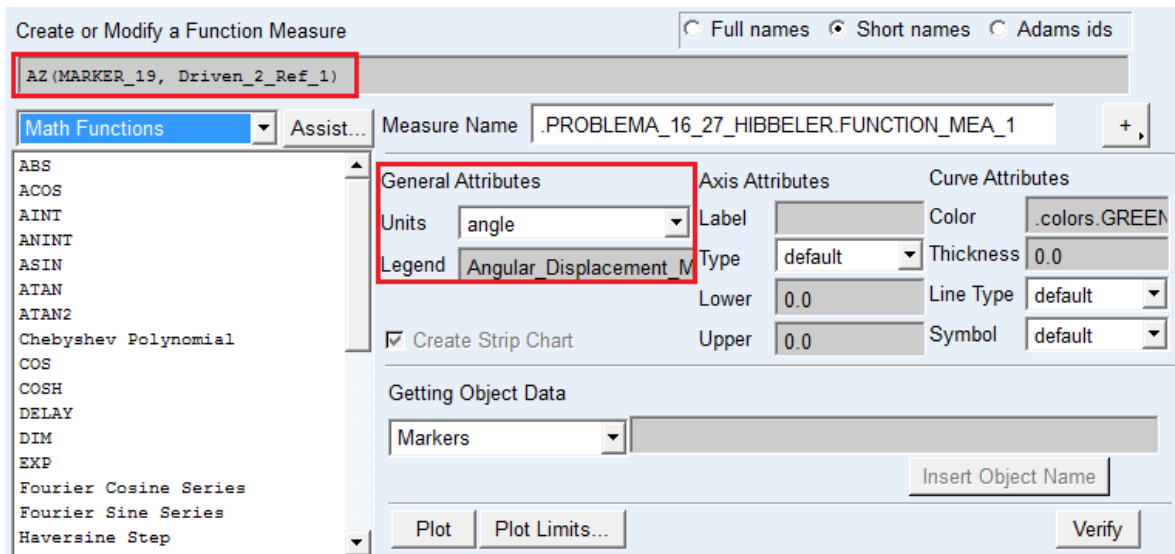 Create or Modify a Function Measure
Full names Short names Adams ids
AZ(MARKER_19, Driven_2_Ref_1)
Math Functions Assist... Measure Name .PROBLEMA_16_27_HIBBELER.FUNCTION_MEA_1 +
ABS
ACOS
AINT
ANINT
ASIN
ATAN
ATAN2
Chebyshev Polynomial
COS
COSH
DELAY
DIM
EXP
Fourier Cosine Series
Fourier Sine Series
Haversine Step
General Attributes
Units angle
Legend Angular_Displacement_M
Create Strip Chart
Axis Attributes
Label
Type default
Lower 0.0
Upper 0.0
Curve Attributes
Color .colors.GREEN
Thickness 0.0
Line Type default
Symbol default
Getting Object Data
Markers
Insert Object Name
Plot Plot Limits... Verify